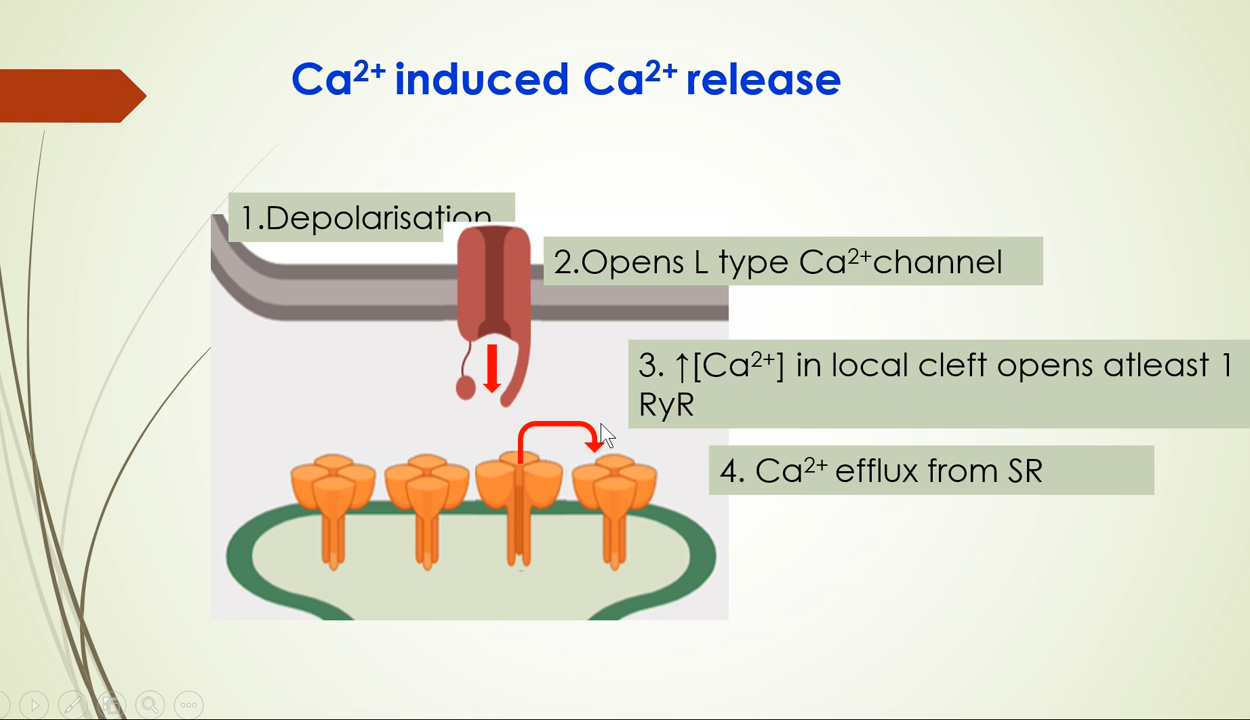 Ca²⁺ induced Ca²⁺ release
1.Depolarisation
2.Opens L type Ca²⁺channel
3. ↑[Ca²⁺] in local cleft opens atleast 1
RyR
4. Ca²⁺ efflux from SR